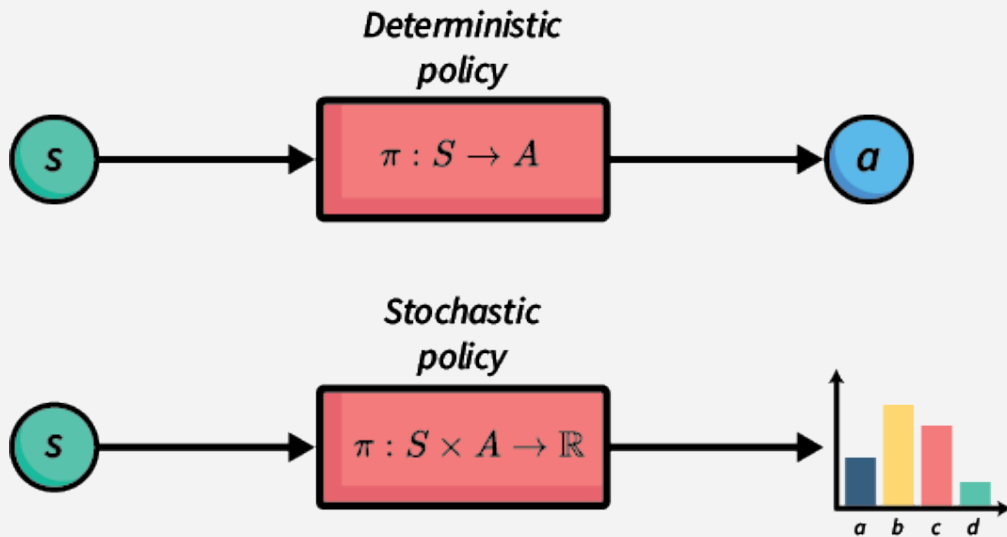 Deterministic
policy
s
π : S → A
a
Stochastic
policy
s
π : S × A → ℝ
a b c d